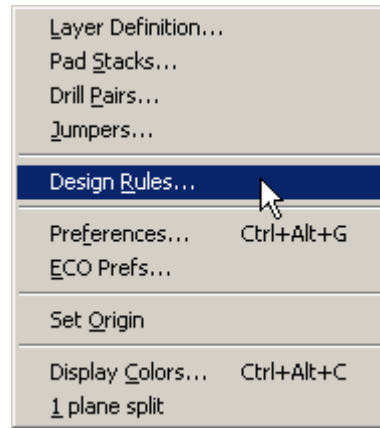 Layer Definition...
Pad Stacks...
Drill Pairs...
Jumpers...
Design Rules...
Preferences... Ctrl+Alt+G
ECO Prefs...
Set Origin
Display Colors... Ctrl+Alt+C
1 plane split